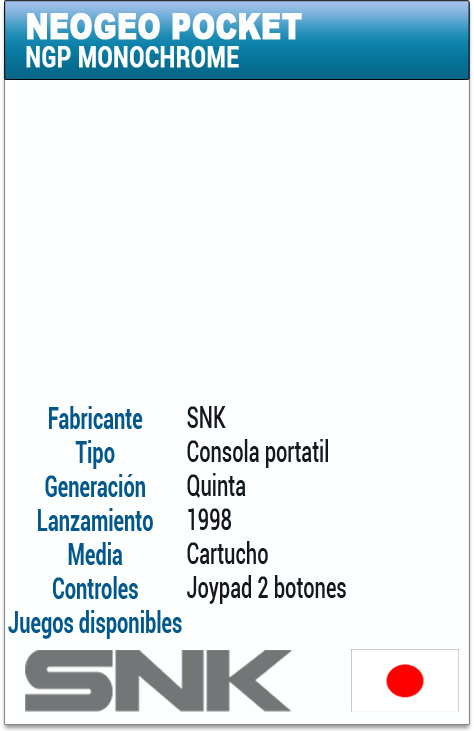 NEOGEO POCKET
NGP MONOCHROME
Fabricante SNK
Tipo Consola portatil
Generación Quinta
Lanzamiento 1998
Media Cartucho
Controles Joypad 2 botones
Juegos disponibles
SNK